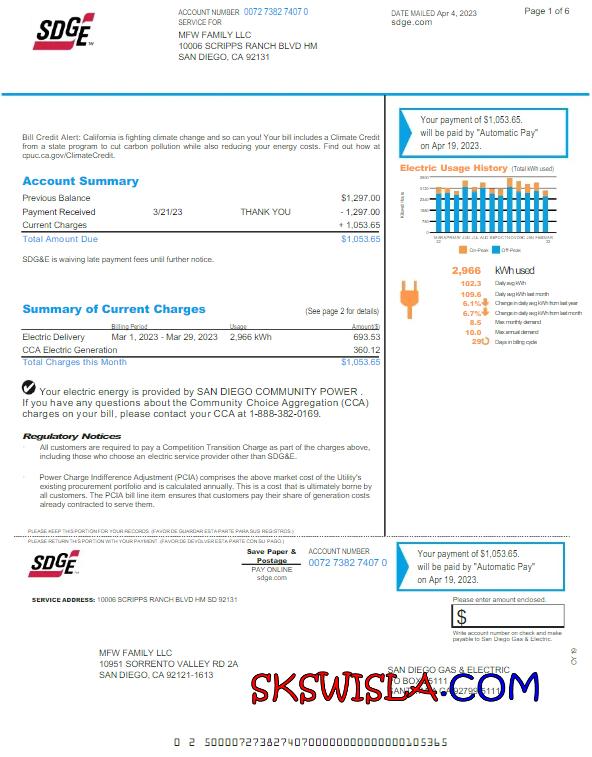 SDGE™
ACCOUNT NUMBER 0072 7382 7407 0
DATE MAILED Apr 4, 2023
Page 1 of 6
SERVICE FOR
sdge.com
MFW FAMILY LLC
10006 SCRIPPS RANCH BLVD HM
SAN DIEGO, CA 92131
Bill Credit Alert: California is fighting climate change and so can you! Your bill includes a Climate Credit
from a state program to cut carbon pollution while also reducing your energy costs. Find out how at
cpuc.ca.gov/ClimateCredit.
Account Summary
Previous Balance $1,297.00
Payment Received 3/21/23 THANK YOU - 1,297.00
Current Charges + 1,053.65
Total Amount Due $1,053.65
SDG&E is waiving late payment fees until further notice.
Summary of Current Charges (See page 2 for details)
Billing Period Usage Amount($)
Electric Delivery Mar 1, 2023 - Mar 29, 2023 2,966 kWh 693.53
CCA Electric Generation 360.12
Total Charges this Month $1,053.65
Your electric energy is provided by SAN DIEGO COMMUNITY POWER .
If you have any questions about the Community Choice Aggregation (CCA)
charges on your bill, please contact your CCA at 1-888-382-0169.
Regulatory Notices
All customers are required to pay a Competition Transition Charge as part of the charges above,
including those who choose an electric service provider other than SDG&E.
Power Charge Indifference Adjustment (PCIA) comprises the above market cost of the Utility's
existing procurement portfolio and is calculated annually. This is a cost that is ultimately borne by
all customers. The PCIA bill line item ensures that customers pay their share of generation costs
already contracted to serve them.
Your payment of $1,053.65.
will be paid by "Automatic Pay"
on Apr 19, 2023.
Electric Usage History (Total kWh used)
Kilowatt Hours
On-Peak Off-Peak
2,966 kWh used
102.3 Daily avg kWh
109.6 Daily avg kWh last month
6.1% Change in daily avg kWh from last year
6.7% Change in daily avg kWh from last month
8.5 Max monthly demand
10.0 Max annual demand
29 Days in billing cycle
PLEASE KEEP THIS PORTION FOR YOUR RECORDS. (FAVOR DE GUARDAR ESTA PARTE PARA SUS REGISTROS.)
PLEASE RETURN THIS PORTION WITH YOUR PAYMENT. (FAVOR DE DEVOLVER ESTA PARTE CON SU PAGO.)
SDGE™
Save Paper &
Postage
PAY ONLINE
sdge.com
ACCOUNT NUMBER
0072 7382 7407 0
Your payment of $1,053.65.
will be paid by "Automatic Pay"
on Apr 19, 2023.
SERVICE ADDRESS: 10006 SCRIPPS RANCH BLVD HM SD 92131
Please enter amount enclosed.
$
Write account number on check and make
payable to San Diego Gas & Electric.
CY 19
MFW FAMILY LLC
10951 SORRENTO VALLEY RD 2A
SAN DIEGO, CA 92121-1613
SAN DIEGO GAS & ELECTRIC
SKSWISLA.COM